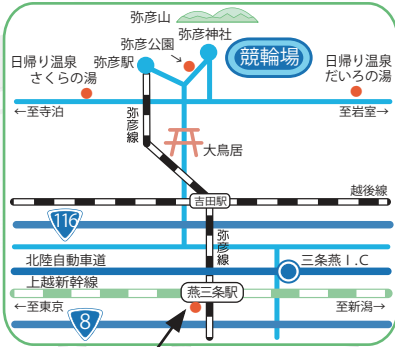 弥彦山
弥彦公園
弥彦神社
弥彦駅
競輪場
日帰り温泉
さくらの湯
日帰り温泉
だいろの湯
←至寺泊
→至岩室
弥彦線
大鳥居
越後線
吉田駅
116
弥彦線
北陸自動車道
三条燕I.C
上越新幹線
燕三条駅
←至東京
→至新潟
8